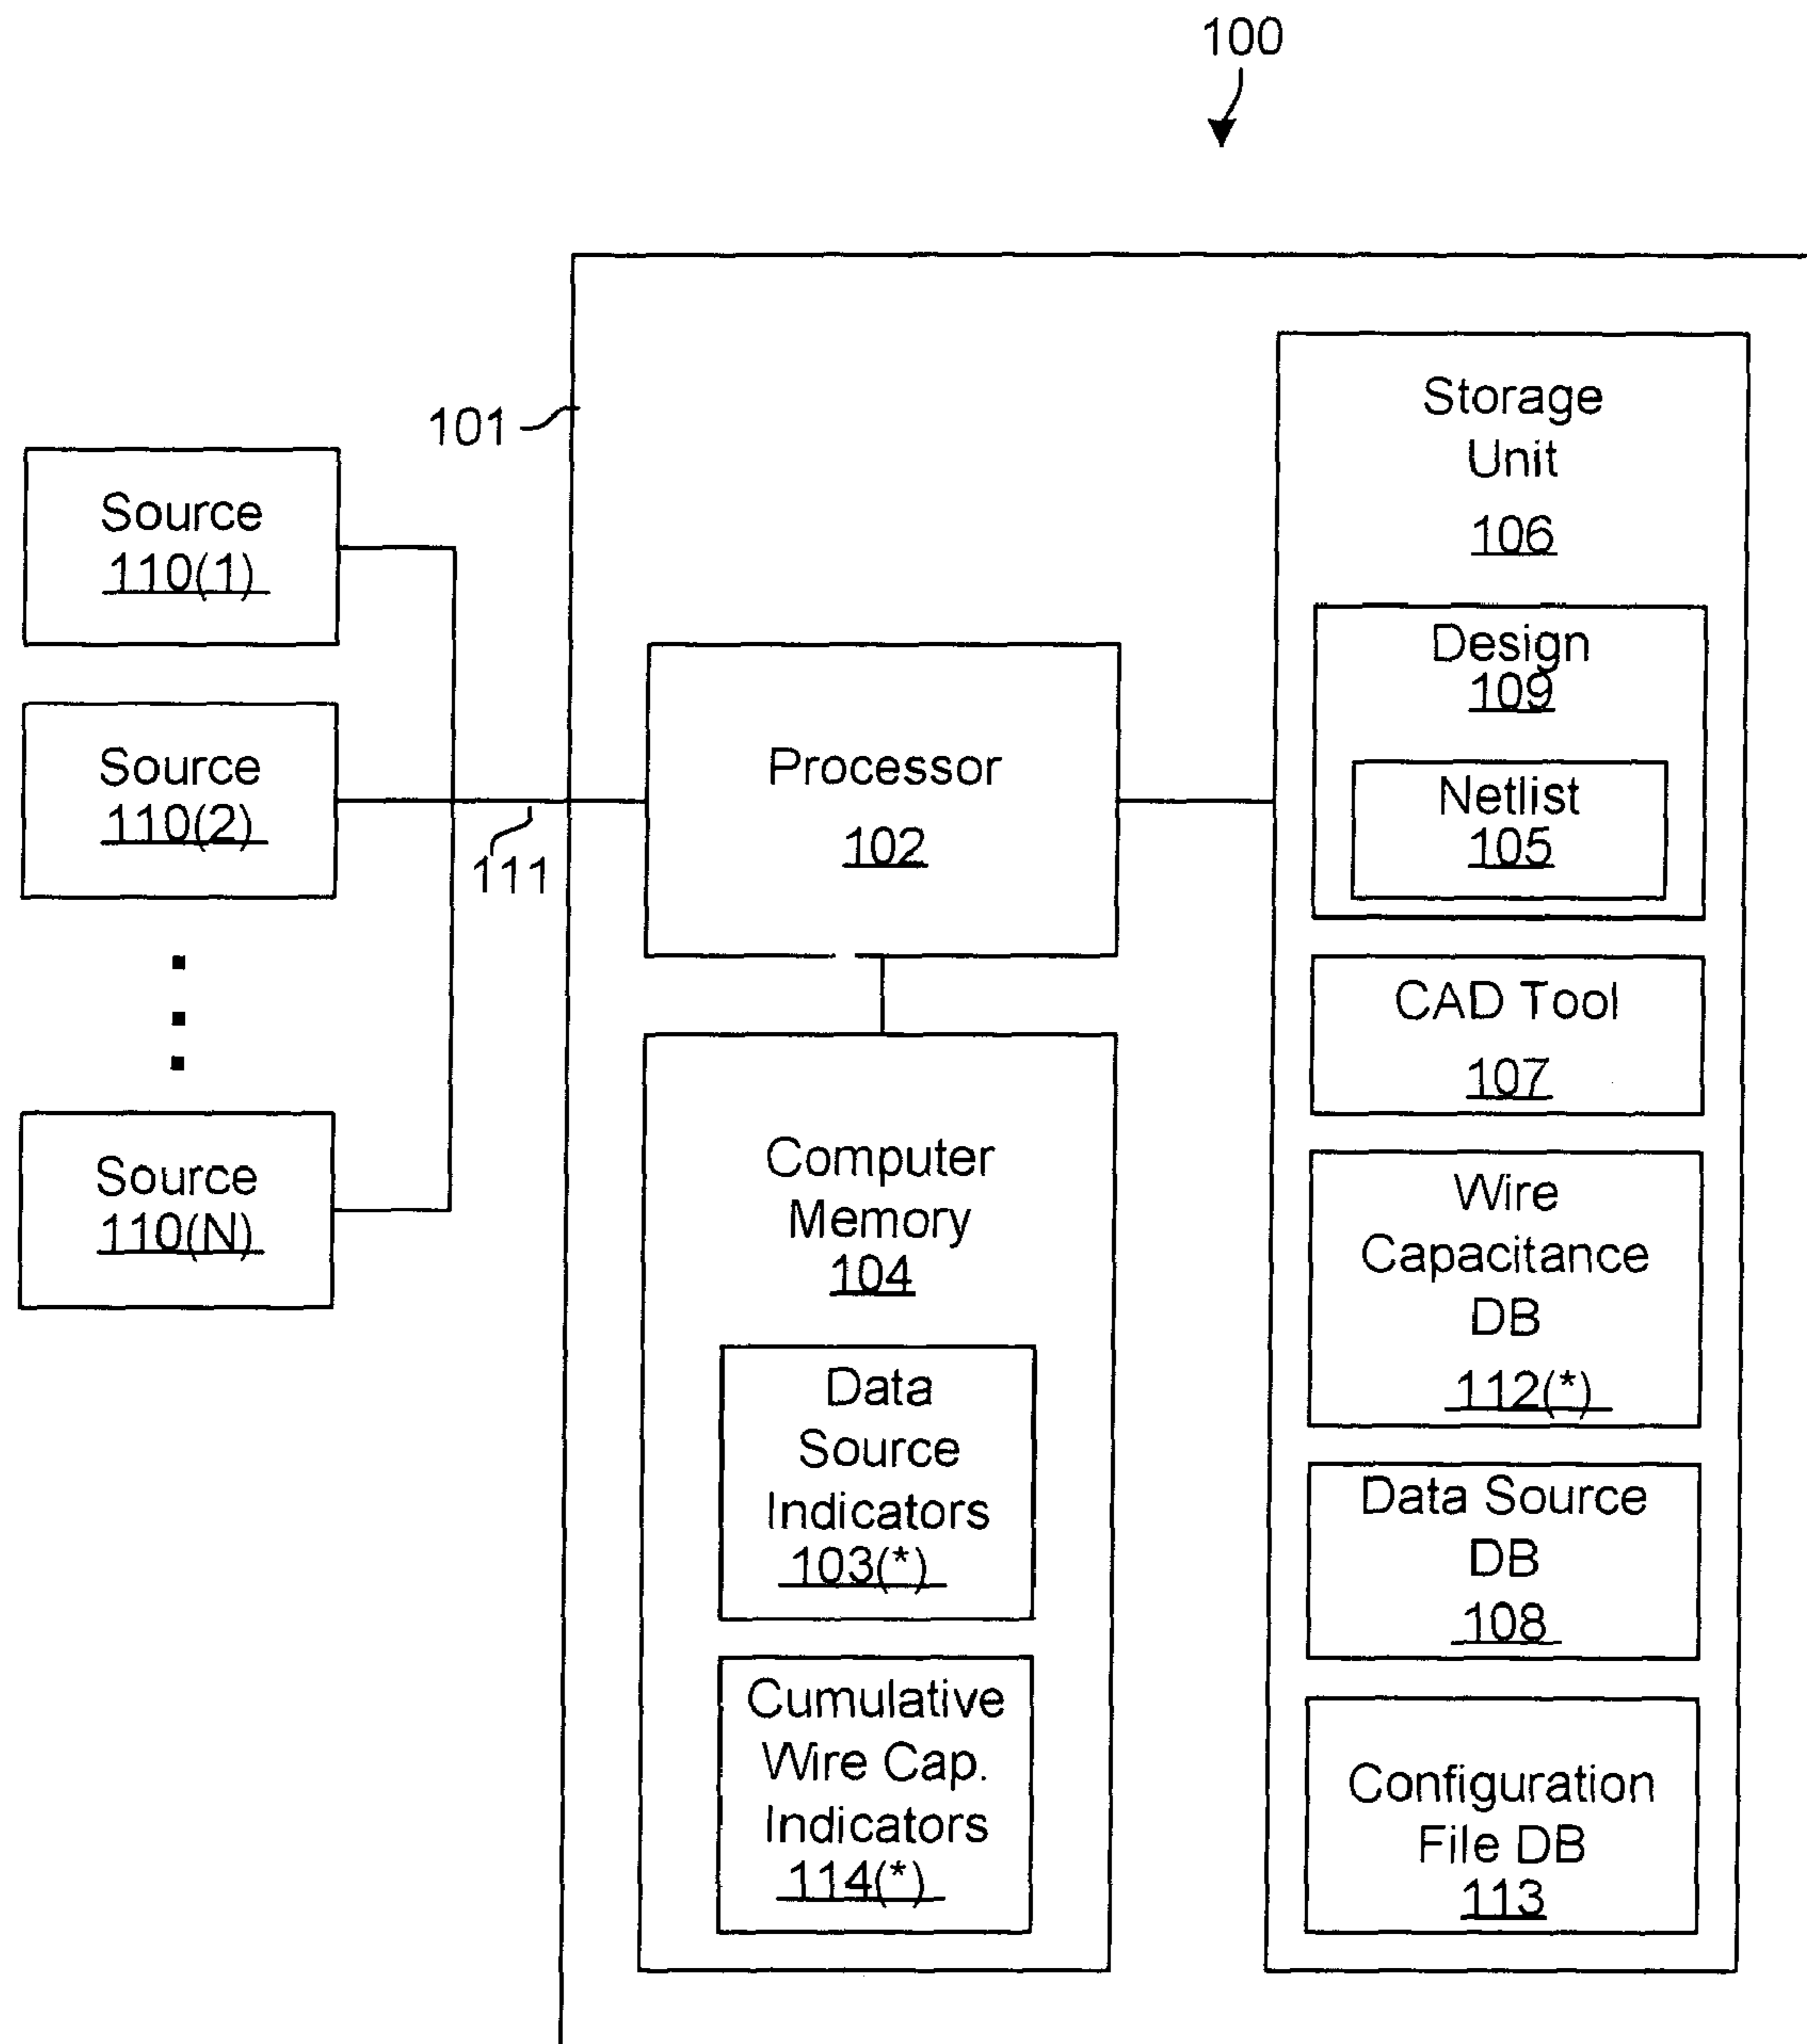 100
101
Source
110(1)
Source
110(2)
Source
110(N)
111
Processor
102
Computer
Memory
104
Data
Source
Indicators
103(*)
Cumulative
Wire Cap.
Indicators
114(*)
Storage
Unit
106
Design
109
Netlist
105
CAD Tool
107
Wire
Capacitance
DB
112(*)
Data Source
DB
108
Configuration
File DB
113